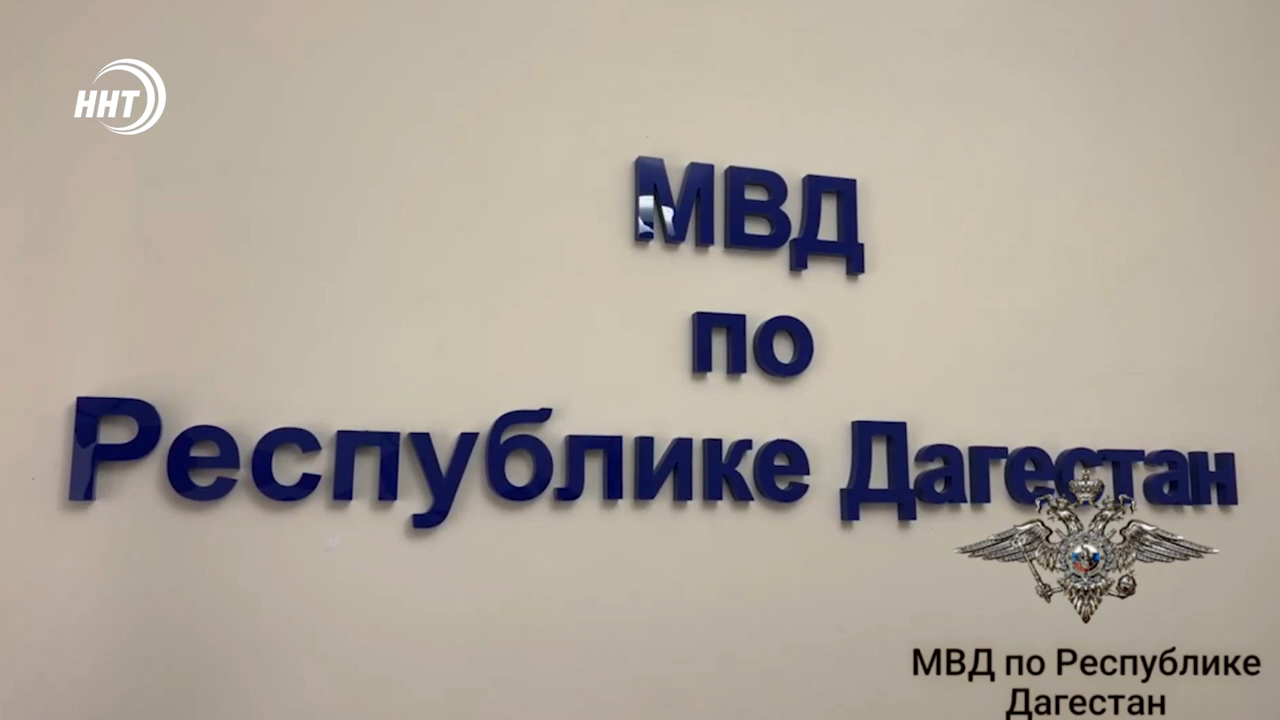 ННТ
МВД
по
Республике Дагестан
МВД по Республике
Дагестан